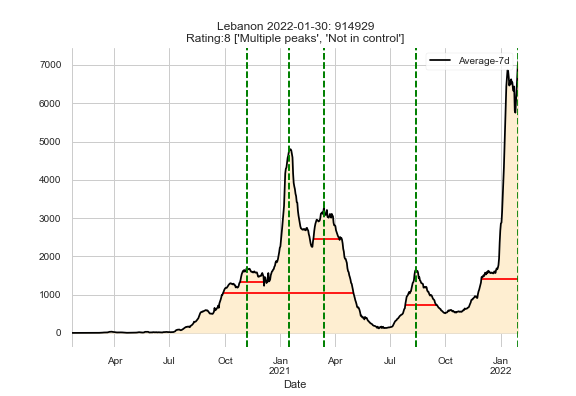 Lebanon 2022-01-30: 914929
Rating:8 ['Multiple peaks', 'Not in control']
Average-7d
7000
6000
5000
4000
3000
2000
1000
0
Apr Jul Oct Jan Apr Jul Oct Jan
2021 2022
Date